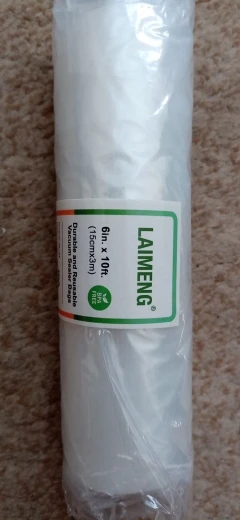 LAIMENG®
6in. x 10ft.
(15cmx3m)
BPA
FREE
Durable and Reusable
Vacuum Sealer Bags